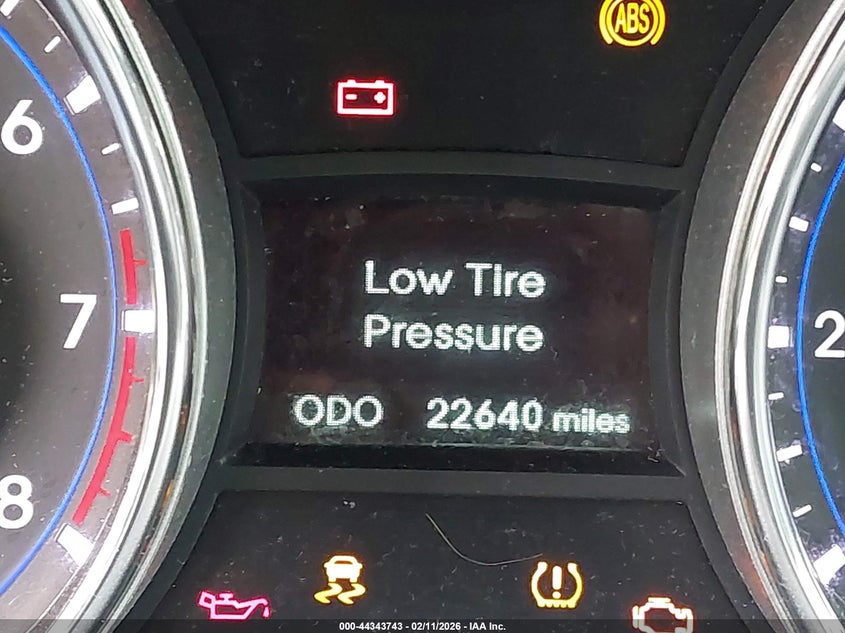 ABS
6
7
8
2
Low Tire
Pressure
ODO 22640 miles
000-44343743 - 02/11/2026 - IAA Inc.